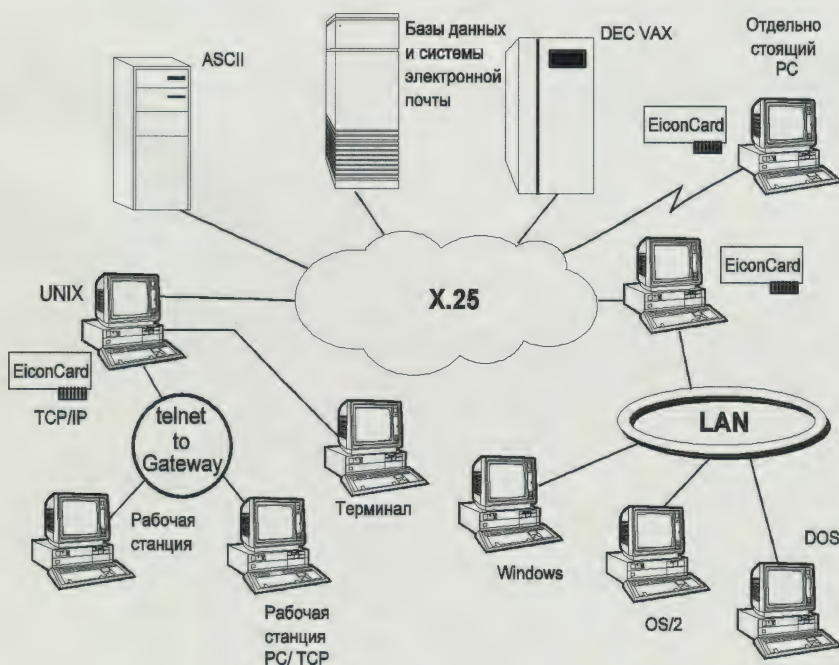 ASCII
Базы данных
и системы
электронной
почты
DEC VAX
Отдельно
стоящий
PC
EiconCard
EiconCard
X.25
UNIX
EiconCard
TCP/IP
telnet
to
Gateway
LAN
Рабочая
станция
Терминал
Рабочая
станция
PC/ TCP
Windows
OS/2
DOS